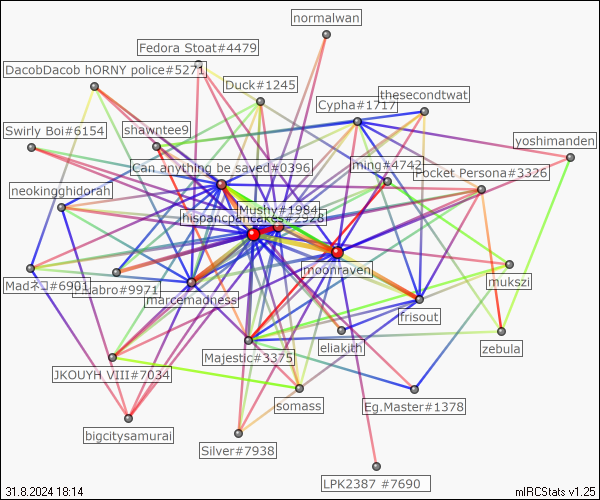 normalwan
Fedora Stoat#4479
DacobDacob hORNY police#5271
Duck#1245
thesecondtwat
Cypha#1717
Swirly Boi#6154
shawntee9
yoshimanden
Can anything be saved#0396
ming#4742
Pocket Persona#3326
neokingghidorah
Mushy#1984
hispancpancakes#2928
moonraven
Madネコ#6901
#9971
marcemadness
mukszi
frisout
eliakith
zebula
Majestic#3375
JKOUYH VIII#7034
somass
Eg.Master#1378
bigcitysamurai
Silver#7938
LPK2387 #7690
31.8.2024 18:14
mIRCStats v1.25